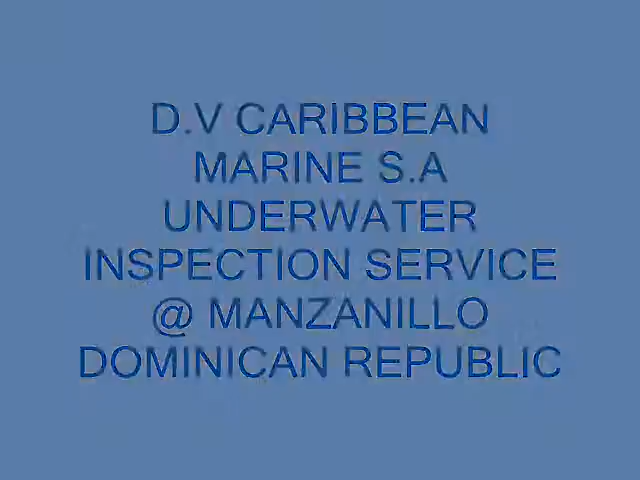 D.V CARIBBEAN
MARINE S.A
UNDERWATER
INSPECTION SERVICE
@ MANZANILLO
DOMINICAN REPUBLIC